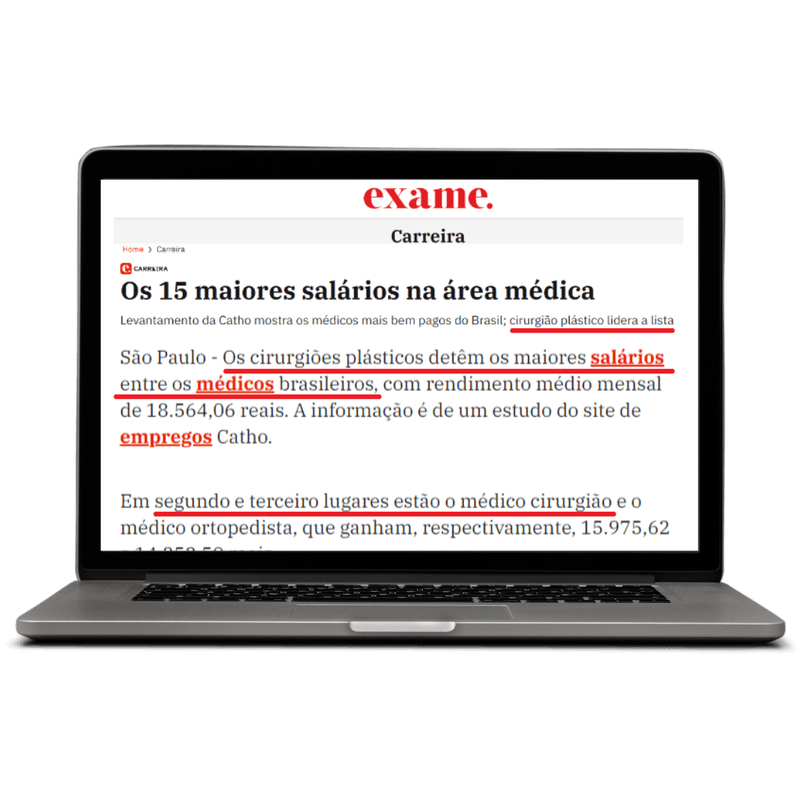 exame.
Carreira
Home > Carreira
e. CARREIRA
Os 15 maiores salários na área médica
Levantamento da Catho mostra os médicos mais bem pagos do Brasil; cirurgião plástico lidera a lista
São Paulo - Os cirurgiões plásticos detêm os maiores salários
entre os médicos brasileiros, com rendimento médio mensal
de 18.564,06 reais. A informação é de um estudo do site de
empregos Catho.
Em segundo e terceiro lugares estão o médico cirurgião e o
médico ortopedista, que ganham, respectivamente, 15.975,62